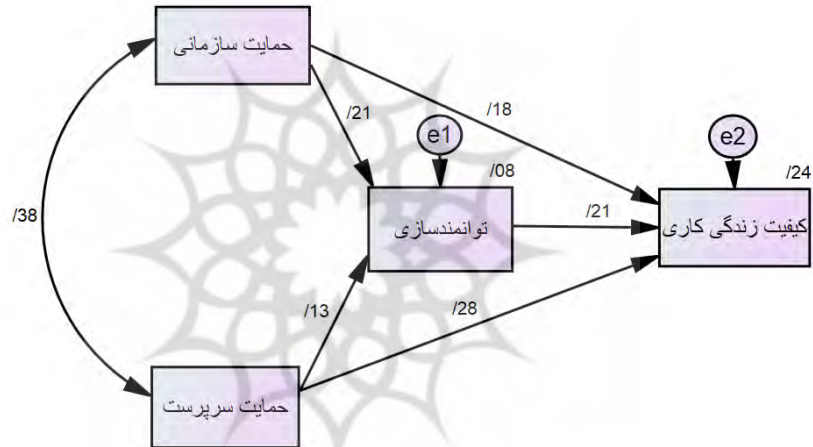 حمایت سازمانی
/21
/18
e1
e2
/08
/24
/38
توانمندسازی
/21
کیفیت زندگی کاری
/13
/28
حمایت سرپرست